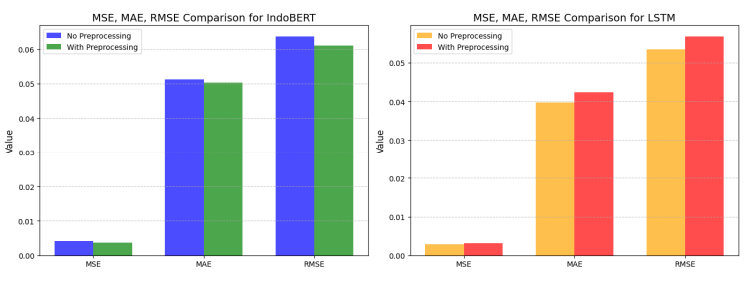 MSE, MAE, RMSE Comparison for IndoBERT
No Preprocessing
With Preprocessing
0.06
0.05
0.04
0.03
0.02
0.01
0.00
Value
MSE
MAE
RMSE
MSE, MAE, RMSE Comparison for LSTM
No Preprocessing
With Preprocessing
0.05
0.04
0.03
0.02
0.01
0.00
Value
MSE
MAE
RMSE